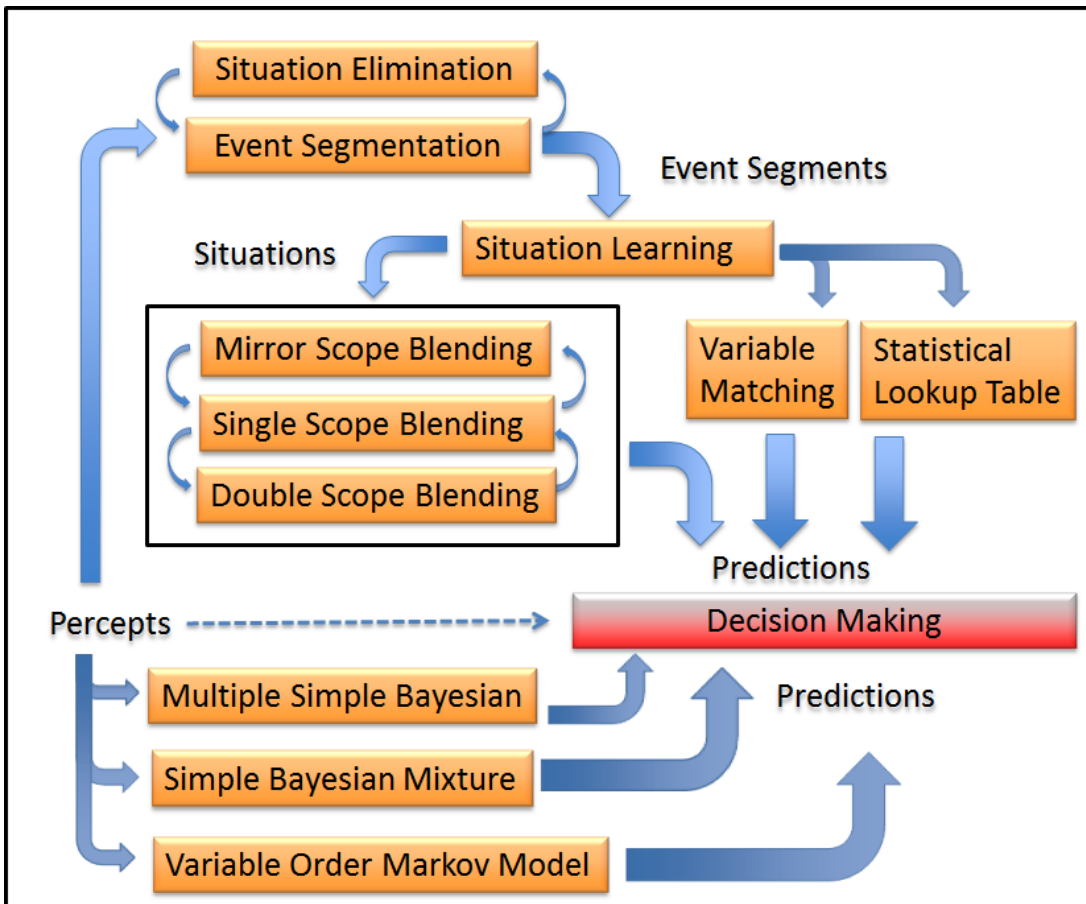 Situation Elimination
Event Segmentation
Event Segments
Situations
Situation Learning
Mirror Scope Blending
Single Scope Blending
Double Scope Blending
Variable
Matching
Statistical
Lookup Table
Predictions
Percepts
Decision Making
Multiple Simple Bayesian
Predictions
Simple Bayesian Mixture
Variable Order Markov Model